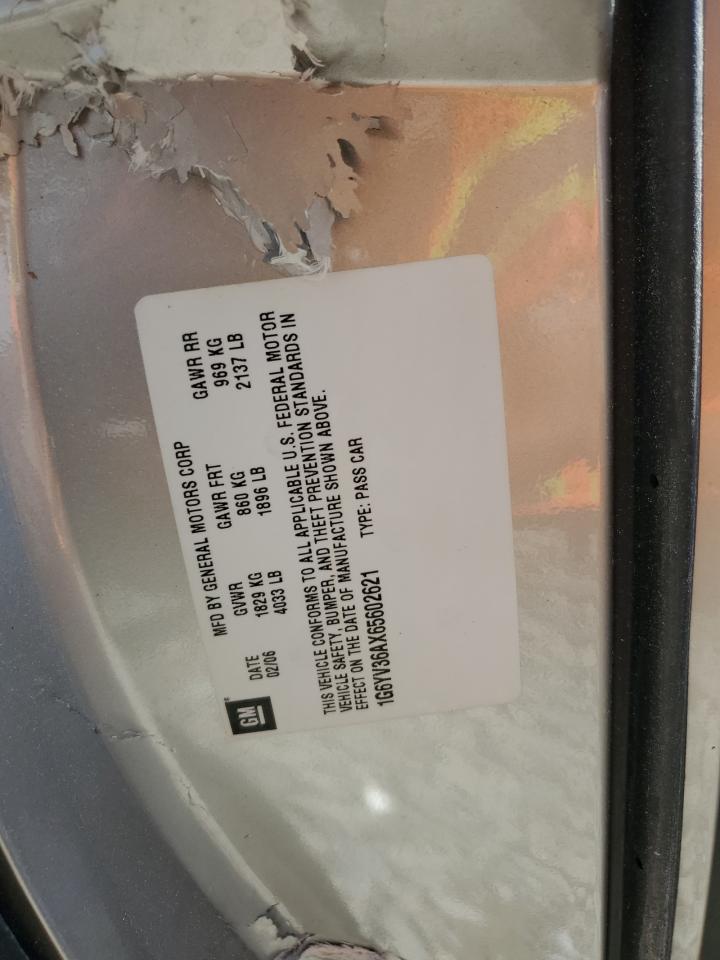 GM
MFD BY GENERAL MOTORS CORP
DATE GVWR GAWR FRT GAWR RR
02/06 1829 KG 860 KG 969 KG
4033 LB 1896 LB 2137 LB
THIS VEHICLE CONFORMS TO ALL APPLICABLE U.S. FEDERAL MOTOR
VEHICLE SAFETY, BUMPER, AND THEFT PREVENTION STANDARDS IN
EFFECT ON THE DATE OF MANUFACTURE SHOWN ABOVE.
1G6YV36AX65602621 TYPE: PASS CAR